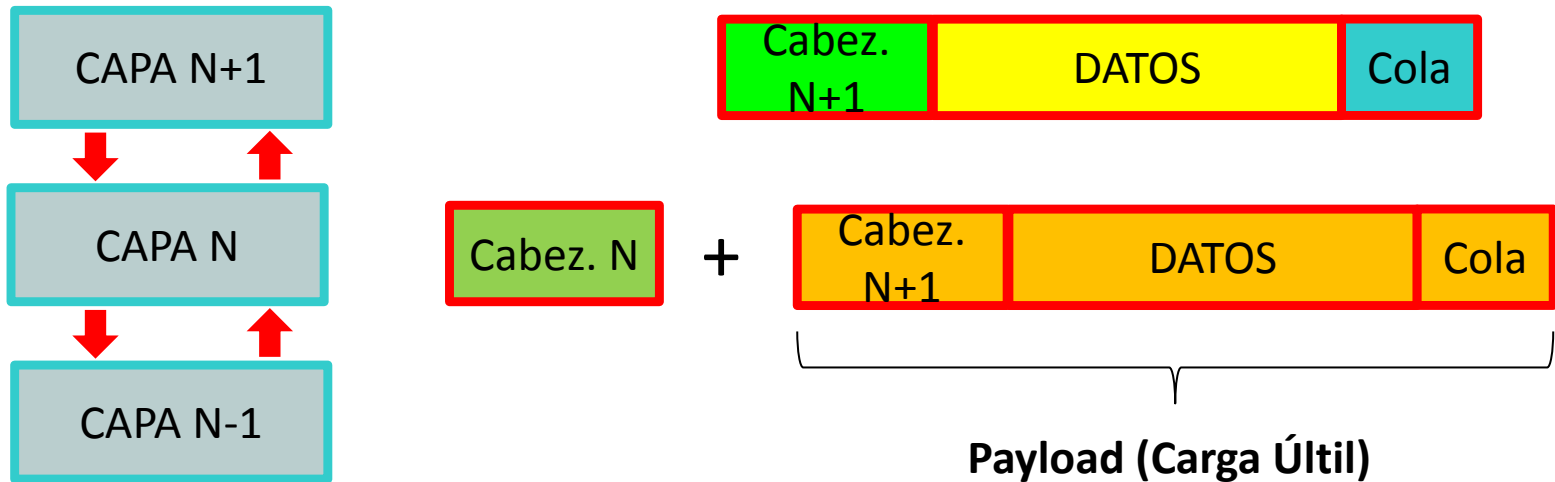 CAPA N+1
Cabez.
N+1
DATOS
Cola
CAPA N
Cabez. N
+
Cabez.
N+1
DATOS
Cola
CAPA N-1
Payload (Carga Últil)